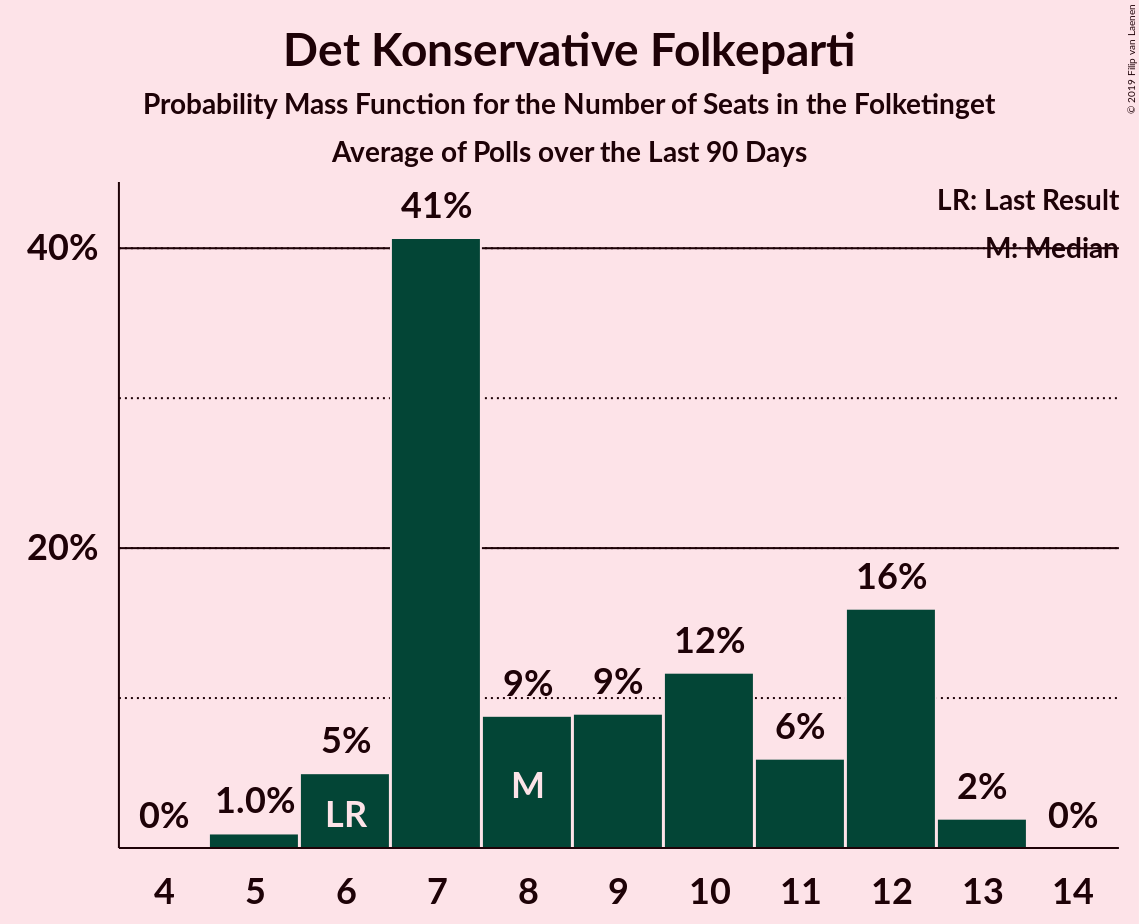 Det Konservative Folkeparti
Probability Mass Function for the Number of Seats in the Folketinget
Average of Polls over the Last 90 Days
© 2019 Filip van Laenen
LR: Last Result
M: Median
40%
20%
0%
1.0%
5%
41%
9%
9%
12%
6%
16%
2%
0%
LR
M
4 5 6 7 8 9 10 11 12 13 14